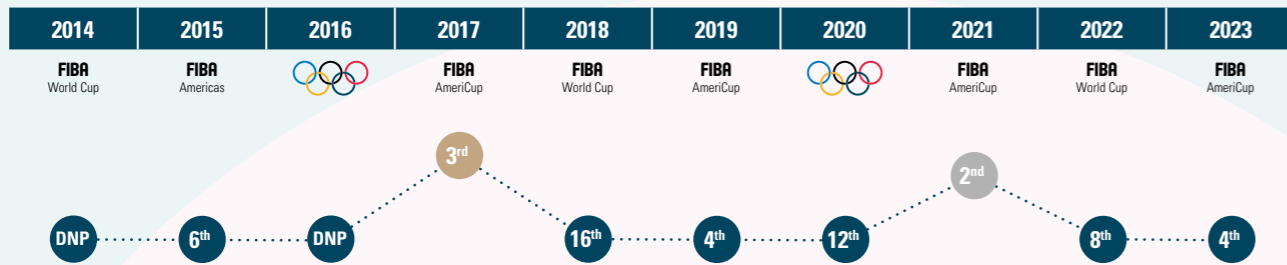 2014 2015 2016 2017 2018 2019 2020 2021 2022 2023
FIBA FIBA FIBA FIBA FIBA FIBA FIBA FIBA
World Cup Americas AmeriCup World Cup AmeriCup AmeriCup World Cup AmeriCup
3rd
2nd
DNP 6th DNP 16th 4th 12th 8th 4th